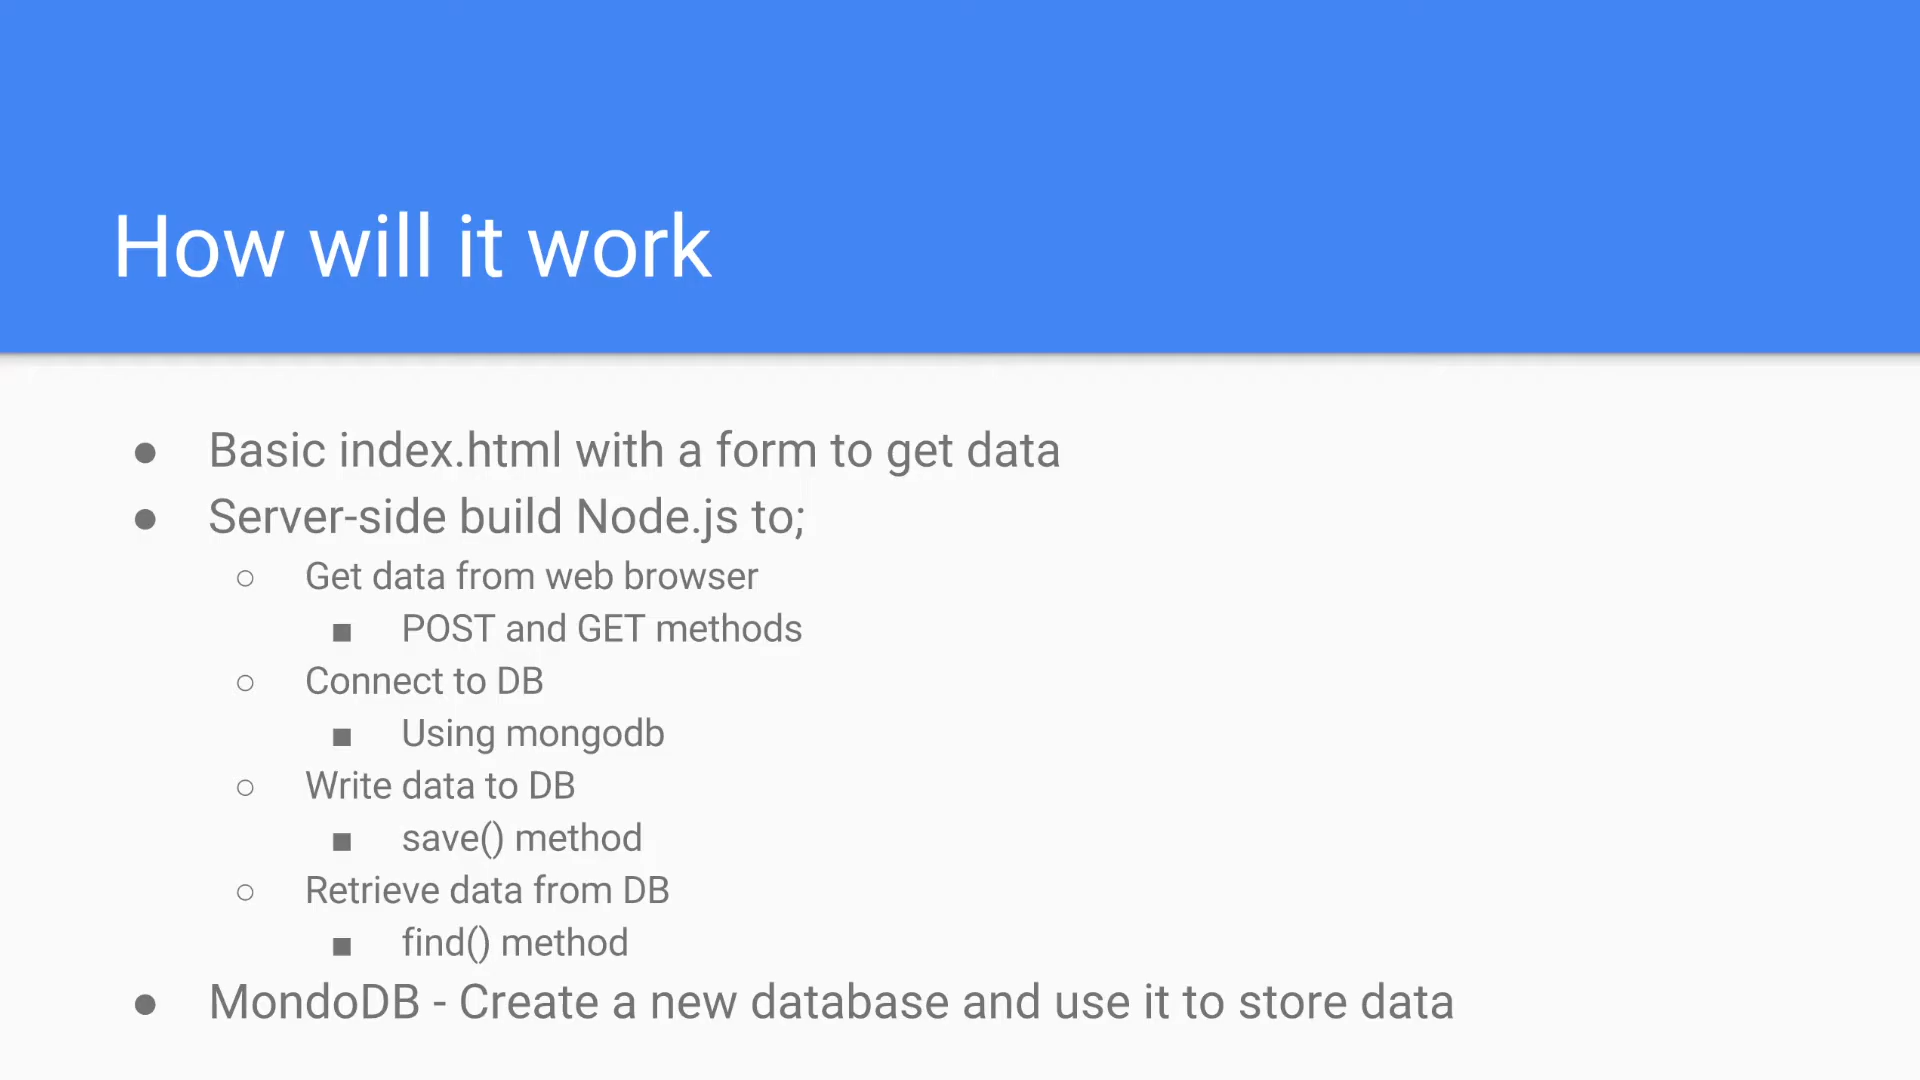 How will it work
● Basic index.html with a form to get data
● Server-side build Node.js to;
○ Get data from web browser
■ POST and GET methods
○ Connect to DB
■ Using mongodb
○ Write data to DB
■ save() method
○ Retrieve data from DB
■ find() method
● MondoDB - Create a new database and use it to store data